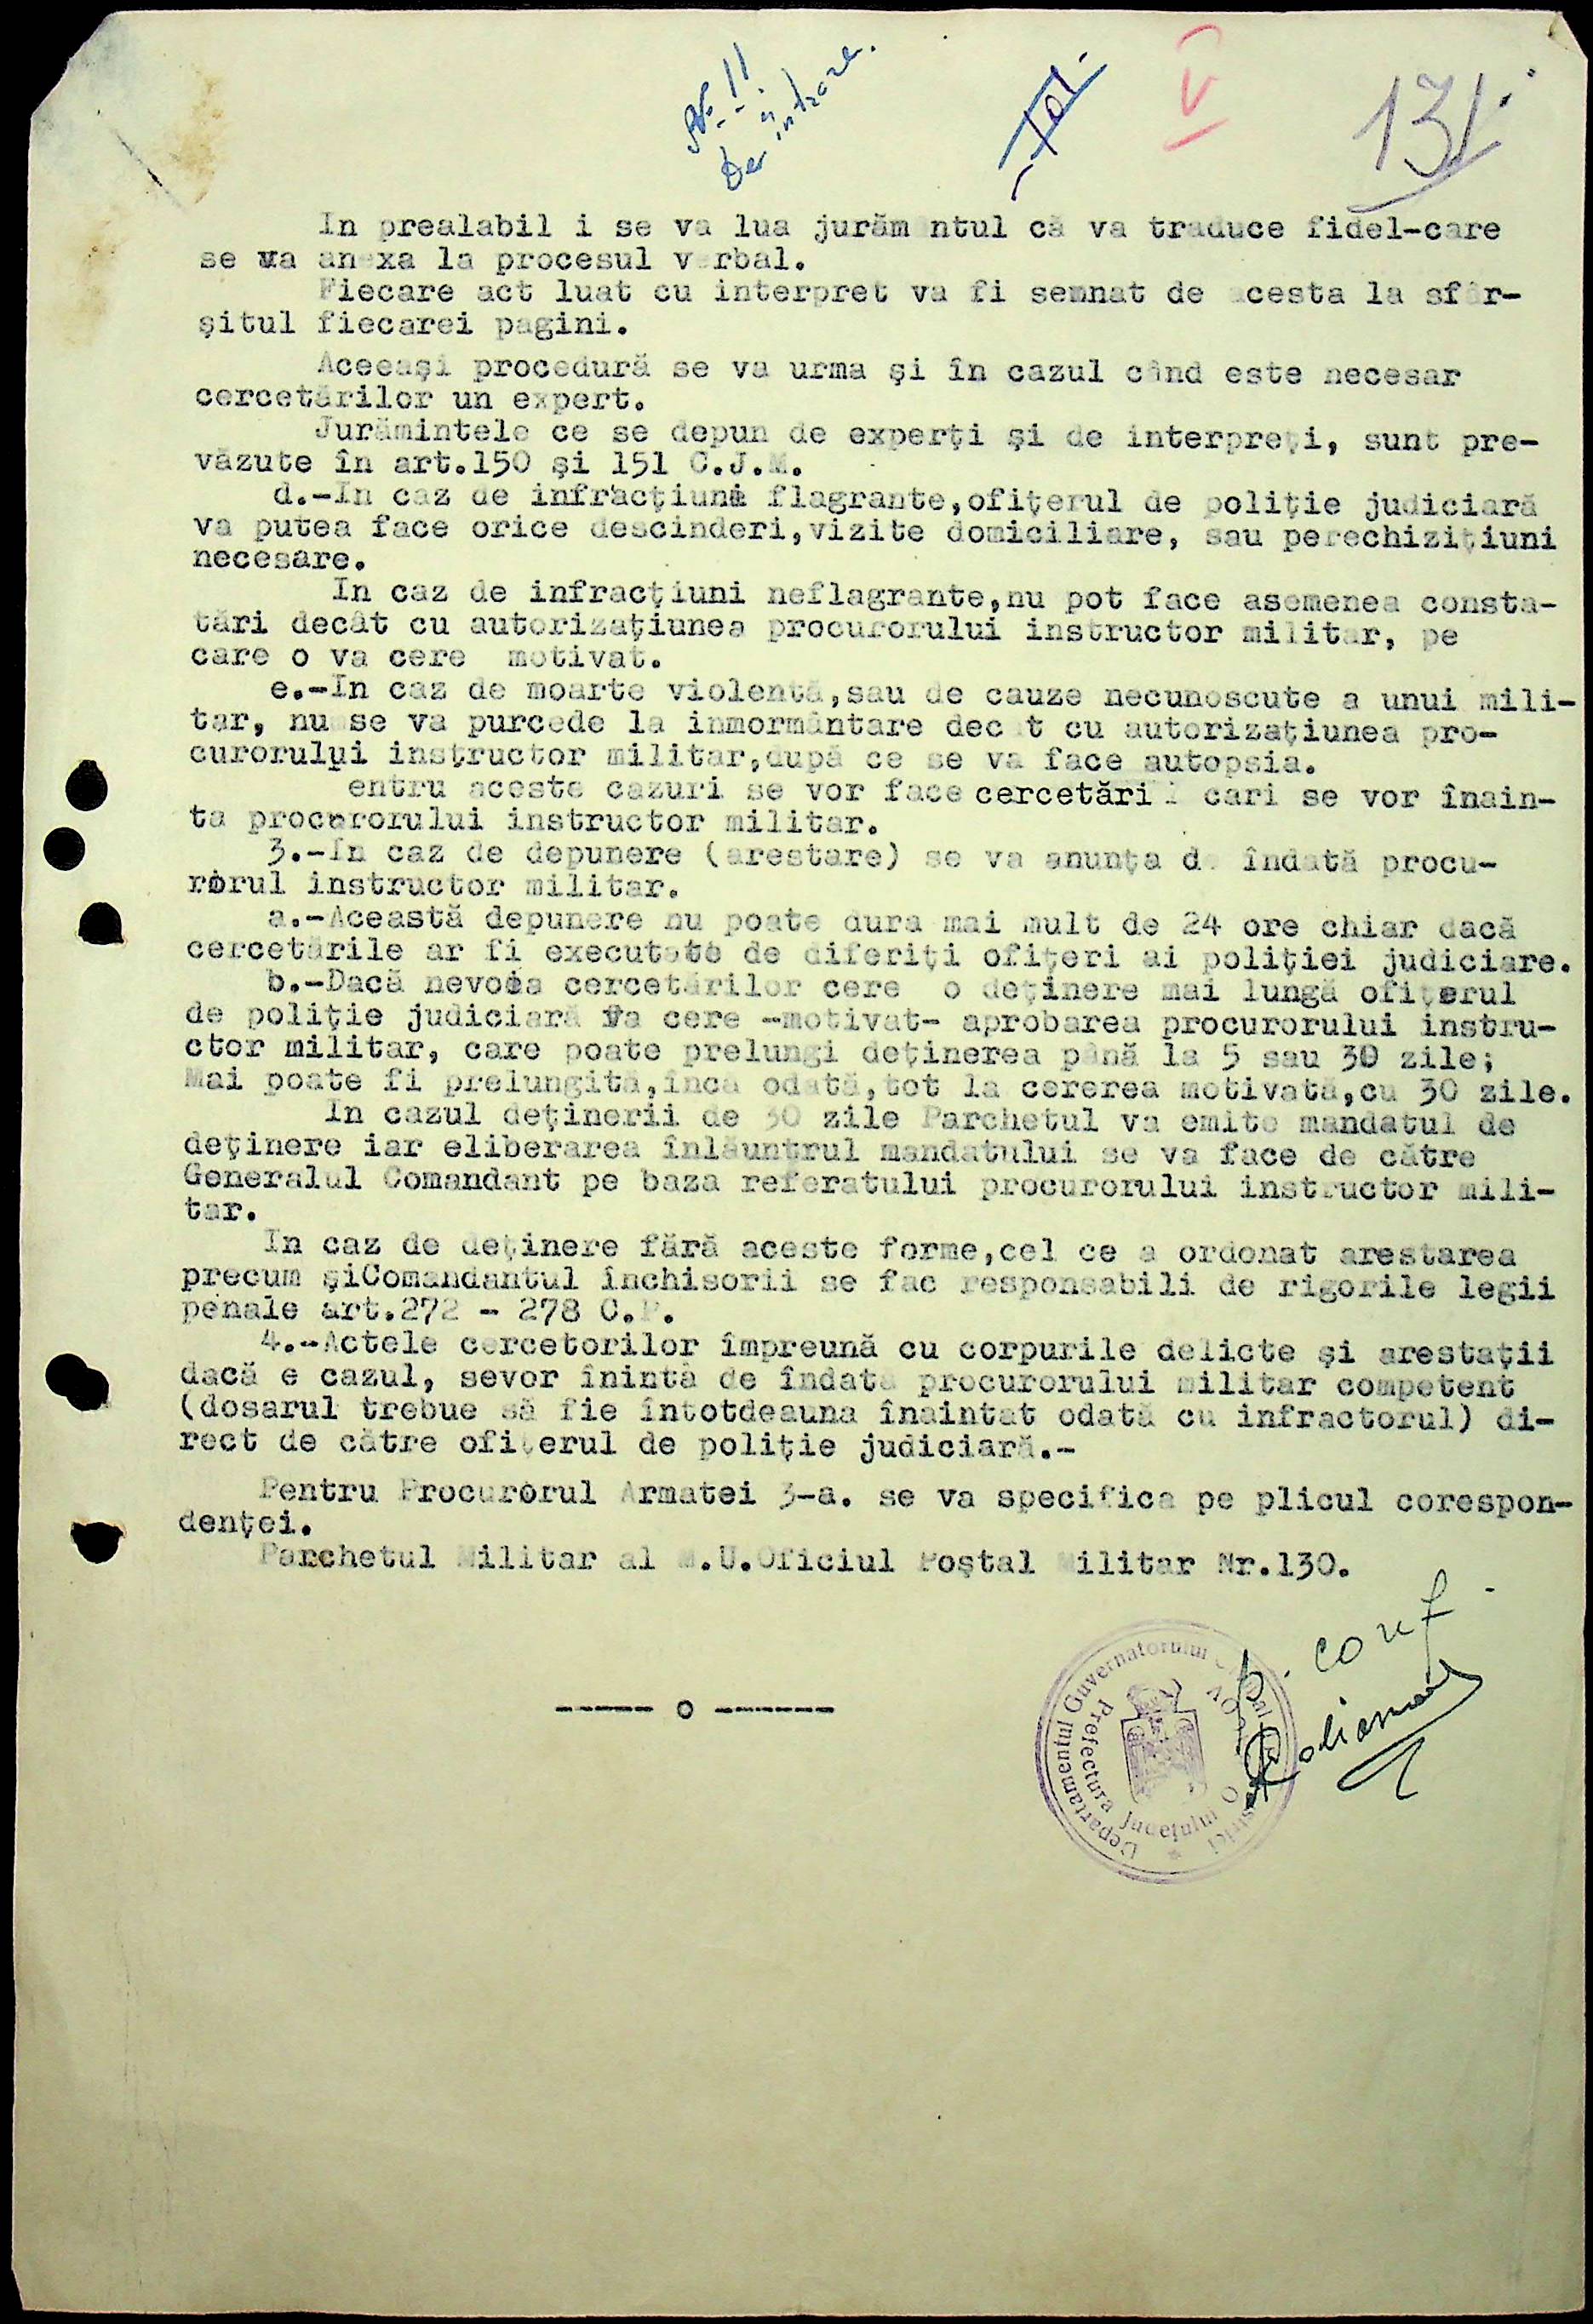 Nr. 11
Der intrare.
V
131.
In prealabil i se va lua jurământul că va traduce fidel-care
se va anexa la procesul verbal.
Fiecare act luat cu interpret va fi semnat de acesta la sfâr-
şitul fiecarei pagini.
Aceeaşi procedură se va urma şi în cazul când este necesar
cercetărilor un expert.
Jurămintele ce se depun de experţi şi de interpreţi, sunt pre-
văzute în art.150 şi 151 C.J.M.
d.-In caz de infracţiuni flagrante,ofiţerul de poliţie judiciară
va putea face orice descinderi,vizite domiciliare, sau perechiziţiuni
necesare.
In caz de infracţiuni neflagrante,nu pot face asemenea consta-
tări decât cu autorizaţiunea procurorului instructor militar, pe
care o va cere motivat.
e.-In caz de moarte violentă,sau de cauze necunoscute a unui mili-
tar, nu se va purcede la inmormântare decât cu autorizaţiunea pro-
curorului instructor militar,după ce se va face autopsia.
entru aceste cazuri se vor face cercetări cari se vor înain-
ta procurorului instructor militar.
3.-In caz de depunere (arestare) se va anunţa de îndată procu-
rorul instructor militar.
a.-Această depunere nu poate dura mai mult de 24 ore chiar dacă
cercetările ar fi executate de diferiţi ofiţeri ai poliţiei judiciare.
b.-Dacă nevoia cercetărilor cere o deţinere mai lungă ofiţerul
de poliţie judiciară va cere -motivat- aprobarea procurorului instru-
ctor militar, care poate prelungi deţinerea până la 5 sau 30 zile;
Mai poate fi prelungită,încă odată,tot la cererea motivată,cu 30 zile.
In cazul deţinerii de 30 zile Parchetul va emite mandatul de
deţinere iar eliberarea înlăuntrul mandatului se va face de către
Generalul Comandant pe baza referatului procurorului instructor mili-
tar.
In caz de deţinere fără aceste forme,cel ce a ordonat arestarea
precum şiComandantul închisorii se fac responsabili de rigorile legii
penale art.272 - 278 C.P.
4.-Actele cercetorilor împreună cu corpurile delicte şi arestaţii
dacă e cazul, sevor înintà de îndata procurorului militar competent
(dosarul trebue să fie întotdeauna înaintat odată cu infractorul) di-
rect de către ofiţerul de poliţie judiciară.-
Pentru Procurorul Armatei 3-a. se va specifica pe plicul corespon-
denţei.
Parchetul Militar al M.U.Oficiul Poştal Militar Nr.130.
p. conf.
Departamentul Guvernatorului
Prefectura Judeţului